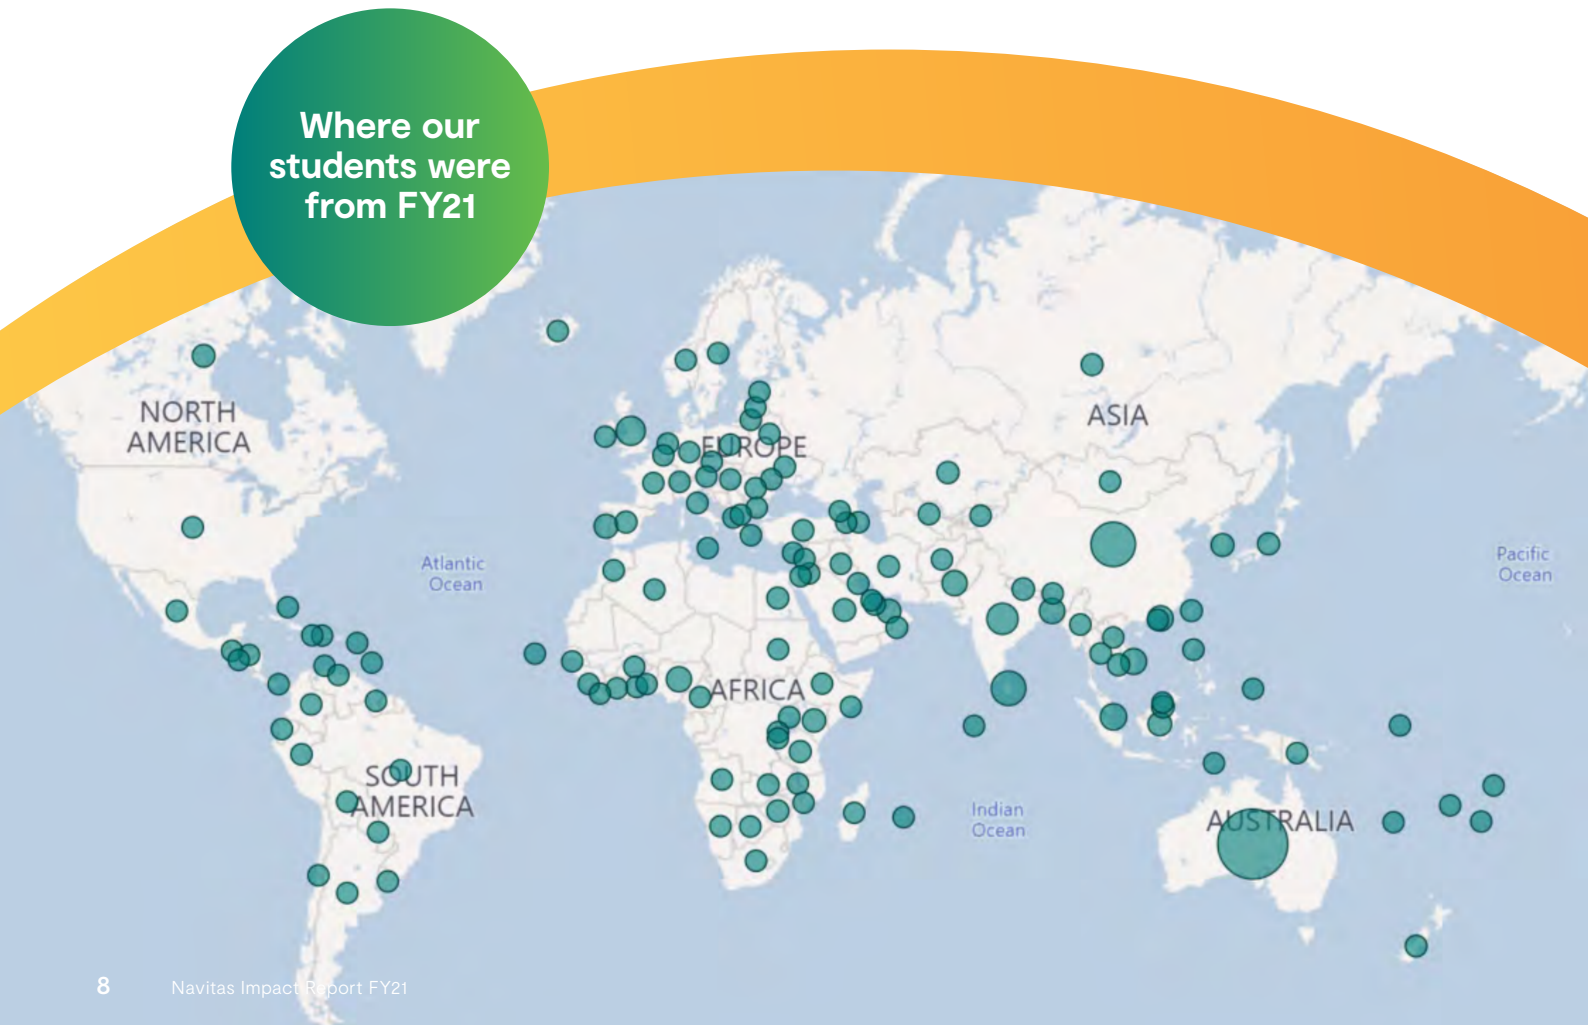 Where our
students were
from FY21
NORTH
AMERICA
EUROPE
ASIA
Atlantic
Ocean
Pacific
Ocean
AFRICA
SOUTH
AMERICA
Indian
Ocean
AUSTRALIA
8 Navitas Impact Report FY21